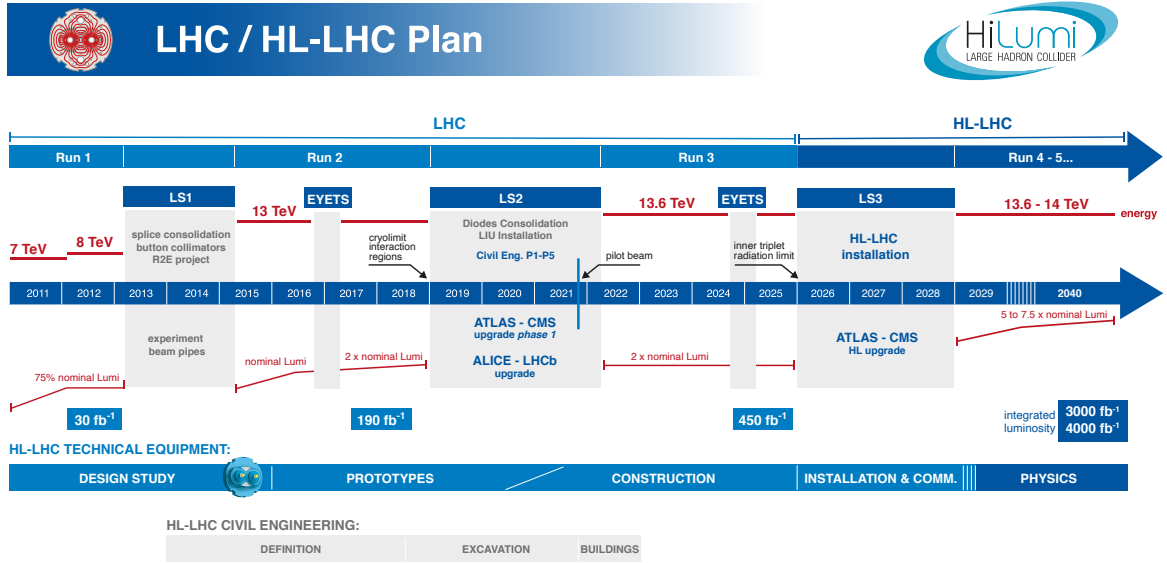 LHC / HL-LHC Plan
HiLumi
LARGE HADRON COLLIDER
LHC
HL-LHC
Run 1
Run 2
Run 3
Run 4 - 5...
LS1
EYETS
LS2
EYETS
LS3
13 TeV
13.6 TeV
13.6 - 14 TeV
energy
7 TeV
8 TeV
splice consolidation
button collimators
R2E project
cryolimit
interaction
regions
Diodes Consolidation
LIU Installation
Civil Eng. P1-P5
pilot beam
inner triplet
radiation limit
HL-LHC
installation
2011 2012 2013 2014 2015 2016 2017 2018 2019 2020 2021 2022 2023 2024 2025 2026 2027 2028 2029 2040
experiment
beam pipes
ATLAS - CMS
upgrade phase 1
ALICE - LHCb
upgrade
ATLAS - CMS
HL upgrade
5 to 7.5 x nominal Lumi
75% nominal Lumi
nominal Lumi
2 x nominal Lumi
2 x nominal Lumi
30 fb-1
190 fb-1
450 fb-1
integrated
luminosity
3000 fb-1
4000 fb-1
HL-LHC TECHNICAL EQUIPMENT:
DESIGN STUDY
PROTOTYPES
CONSTRUCTION
INSTALLATION & COMM.
PHYSICS
HL-LHC CIVIL ENGINEERING:
DEFINITION
EXCAVATION
BUILDINGS